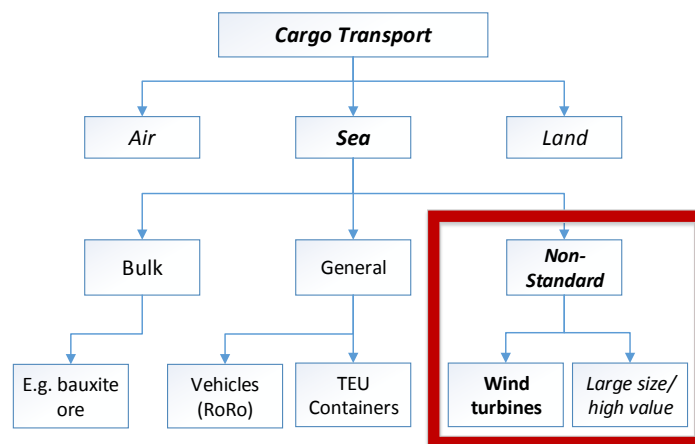 Cargo Transport
Air
Sea
Land
Bulk
General
Non-
Standard
E.g. bauxite
ore
Vehicles
(RoRo)
TEU
Containers
Wind
turbines
Large size/
high value